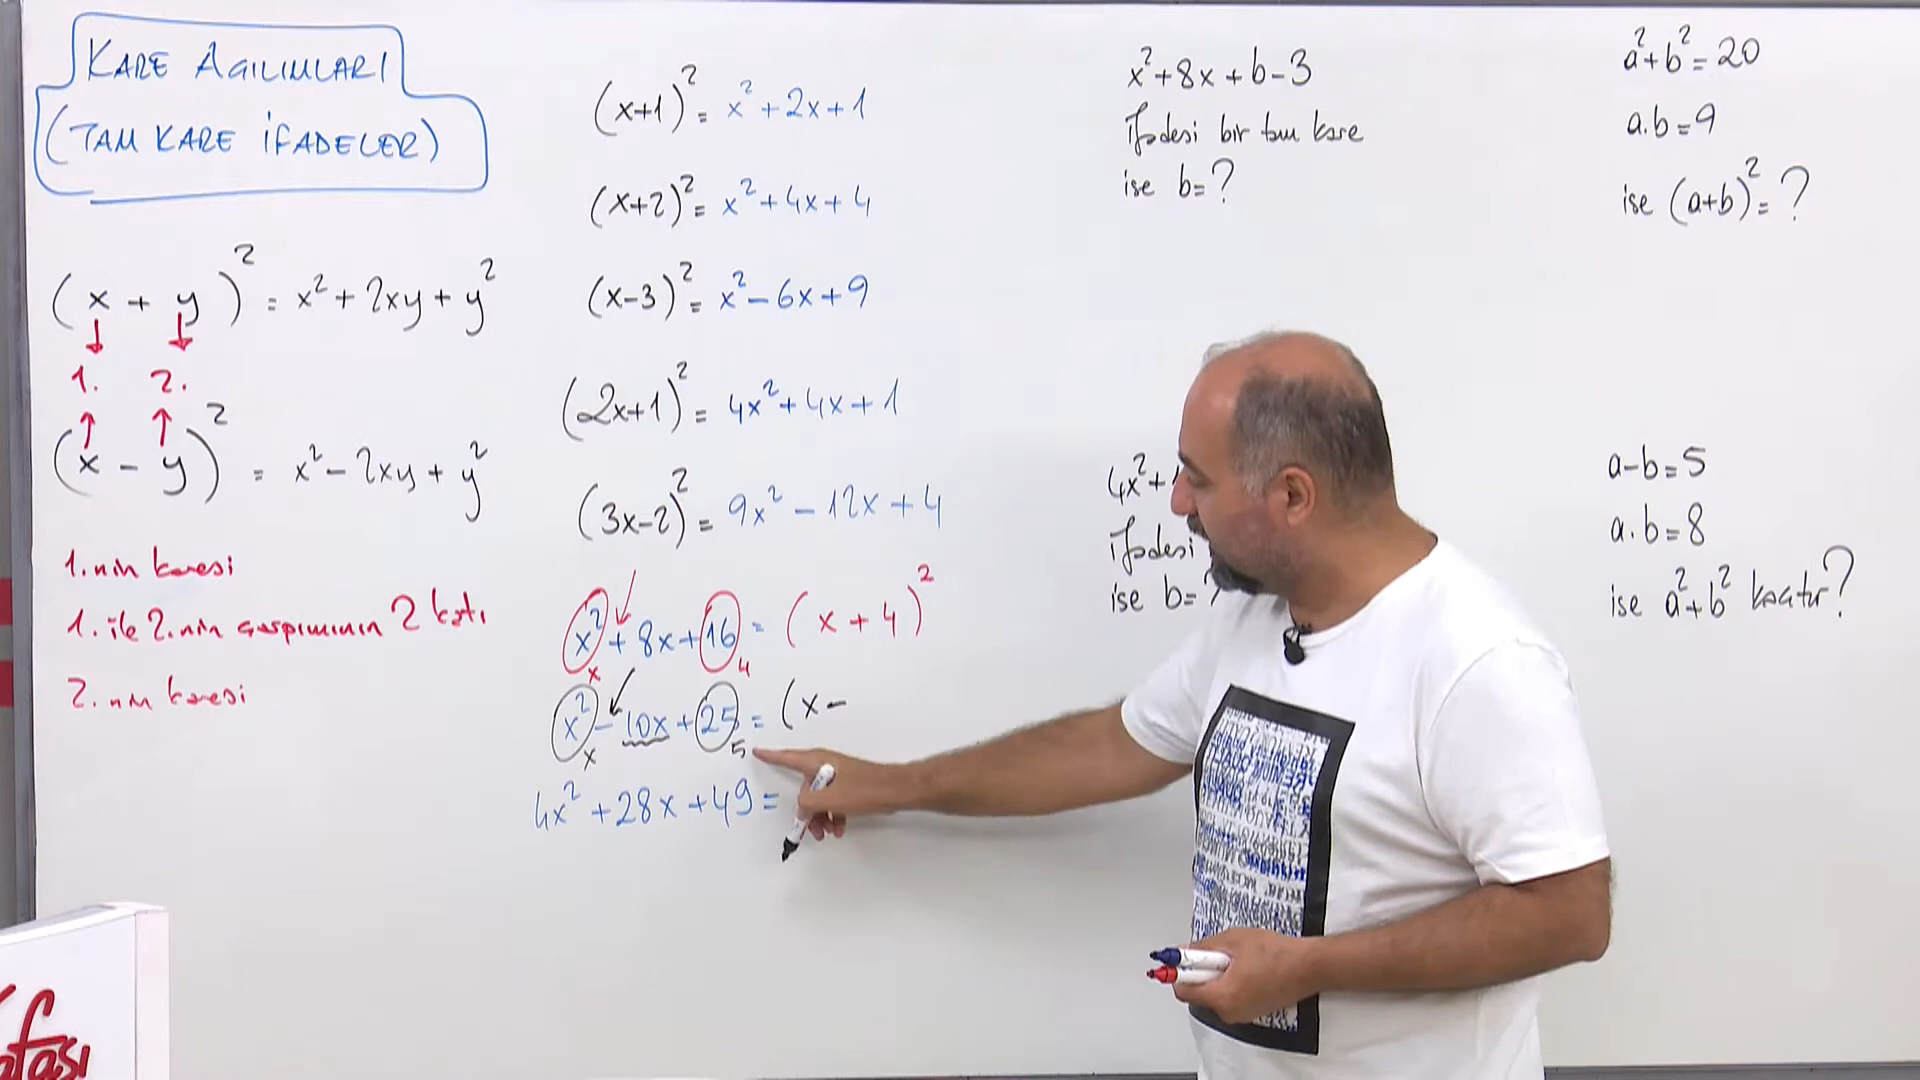 KARE AÇILIMLARI
(TAM KARE İFADELER)
(x + y)² = x² + 2xy + y²
1. 2.
(x - y)² = x² - 2xy + y²
1.nin karesi
1. ile 2.nin çarpımının 2 katı
2.nin karesi
(x+1)² = x² + 2x + 1
(x+2)² = x² + 4x + 4
(x-3)² = x² - 6x + 9
(2x+1)² = 4x² + 4x + 1
(3x-2)² = 9x² - 12x + 4
x² + 8x + 16 = (x + 4)²
x 4
x² - 10x + 25 = (x -
x 5
4x² + 28x + 49 =
x² + 8x + b - 3
ifadesi bir tam kare
ise b = ?
4x² +
ifadesi
ise b = ?
a² + b² = 20
a.b = 9
ise (a+b)² = ?
a-b = 5
a.b = 8
ise a² + b² kaçtır?